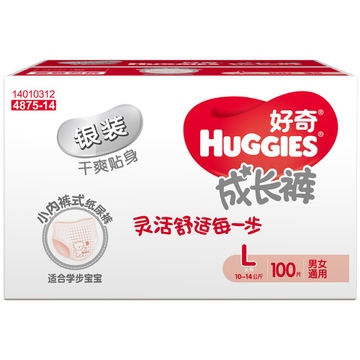 14010312
4875-14
银装
干爽贴身
好奇
HUGGIES
成长裤
小内裤式纸尿裤
灵活舒适每一步
适合学步宝宝
L
10-14公斤
100片
男女
通用